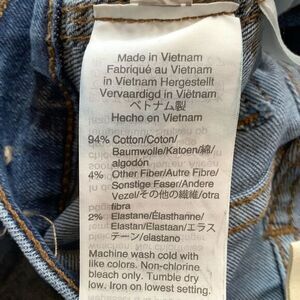 Made in Vietnam
Fabriqué au Vietnam
in Vietnam Hergestellt
Vervaardigd in Viëtnam
ベトナム製
Hecho en Vietnam
94% Cotton/Coton/
Baumwolle/Katoen/綿/
algodón
4% Other Fiber/Autre Fibre/
Sonstige Faser/Andere
Vezel/その他の繊維/otra
fibra
2% Elastane/Élasthanne/
Elastan/Elastaan/エラス
テーン/elastano
Machine wash cold with
like colors. Non-chlorine
bleach only. Tumble dry
low. Iron on lowest setting.